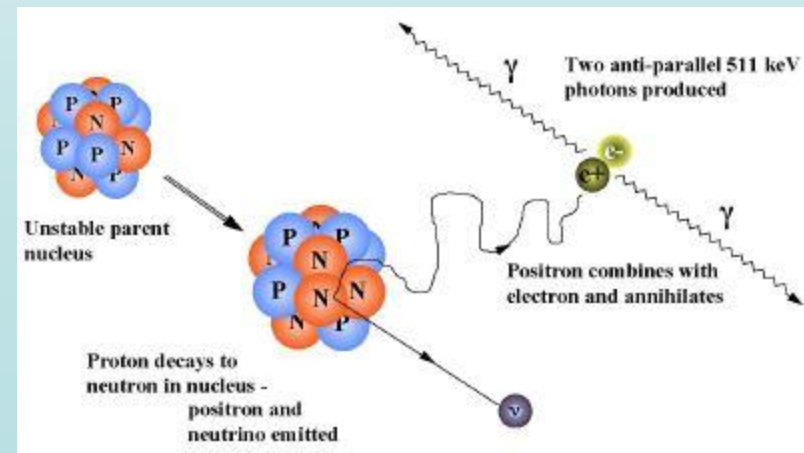 γ
Two anti-parallel 511 keV
photons produced
P P
N
P P N
N
e-
e+
Unstable parent
nucleus
γ
P P
N
P N N
N P
Positron combines with
electron and annihilates
Proton decays to
neutron in nucleus -
positron and
neutrino emitted
ν